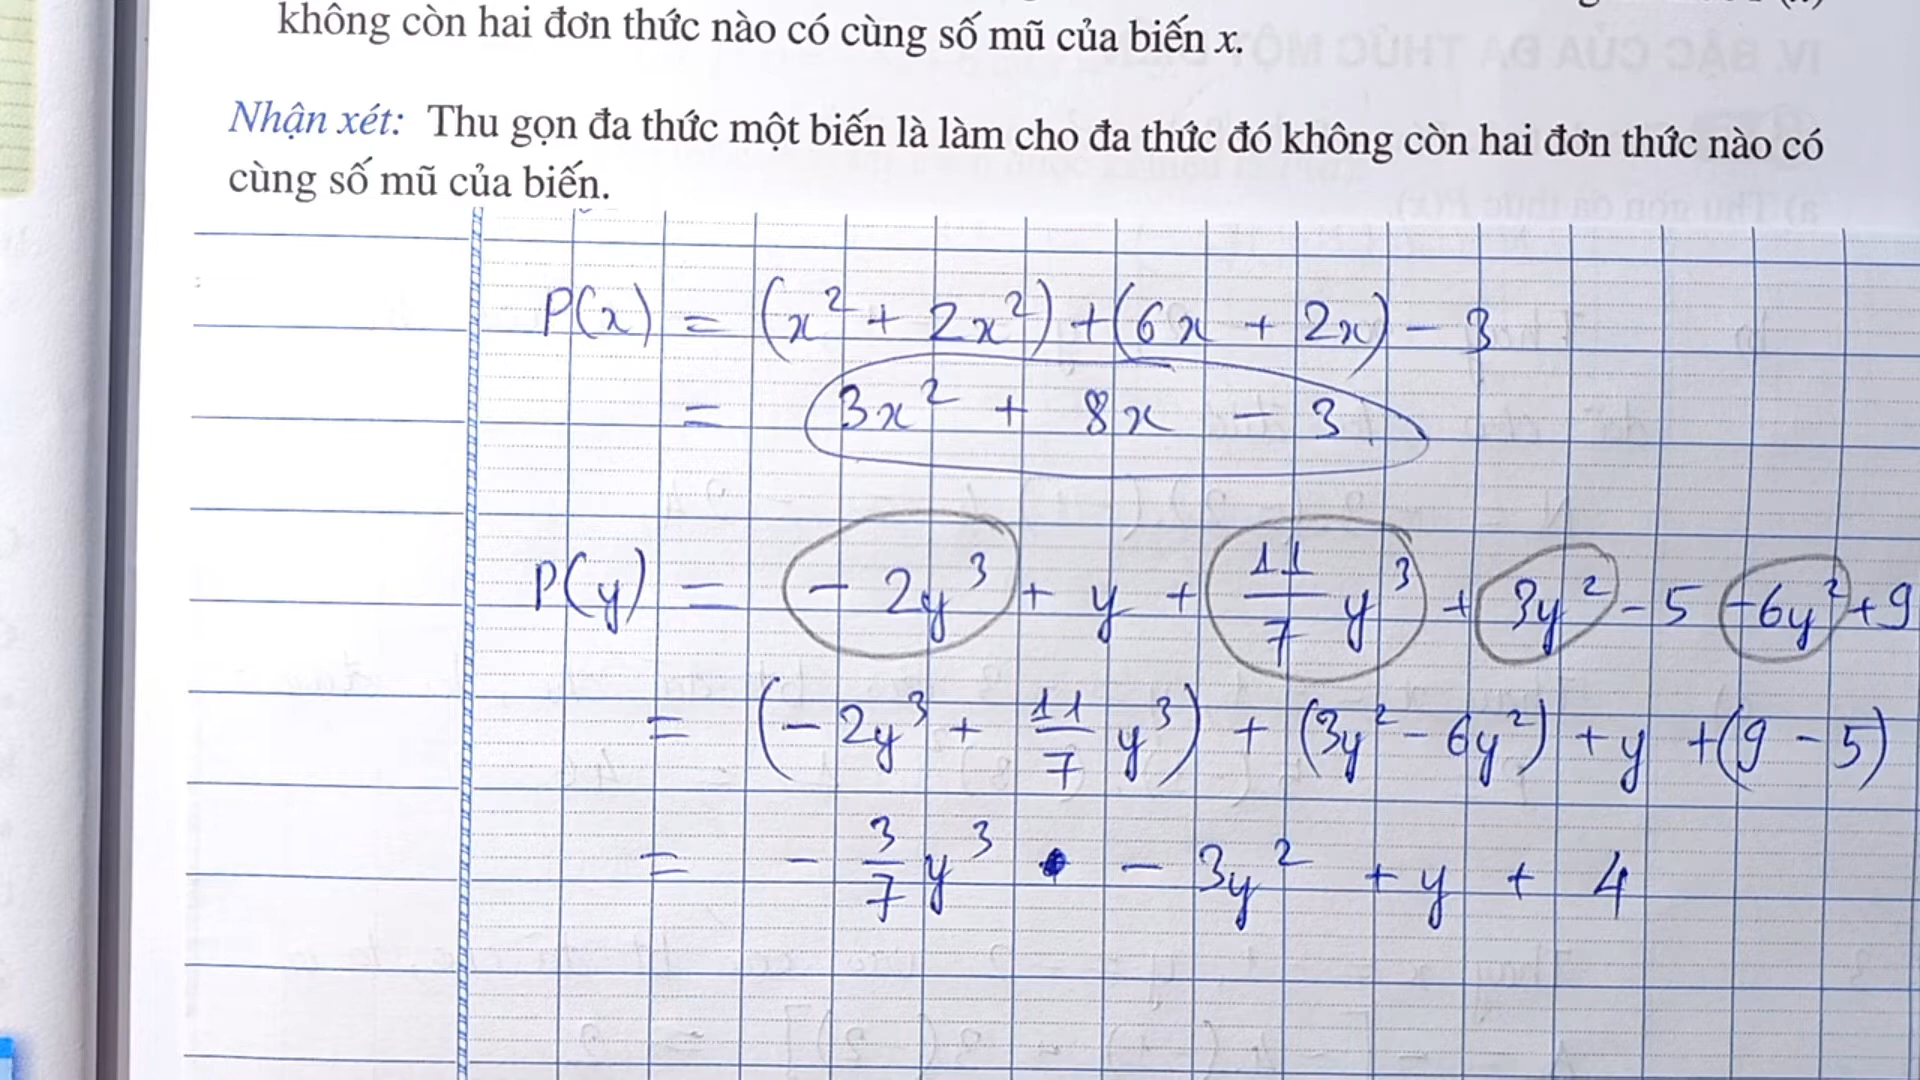 không còn hai đơn thức nào có cùng số mũ của biến x.
Nhận xét: Thu gọn đa thức một biến là làm cho đa thức đó không còn hai đơn thức nào có
cùng số mũ của biến.
P(x) = (x² + 2x²) + (6x + 2x) - 3
= 3x² + 8x - 3
P(y) = - 2y³ + y + 11/7 y³ + 3y² - 5 - 6y² + 9
= (- 2y³ + 11/7 y³) + (3y² - 6y²) + y + (9 - 5)
= - 3/7 y³ - 3y² + y + 4